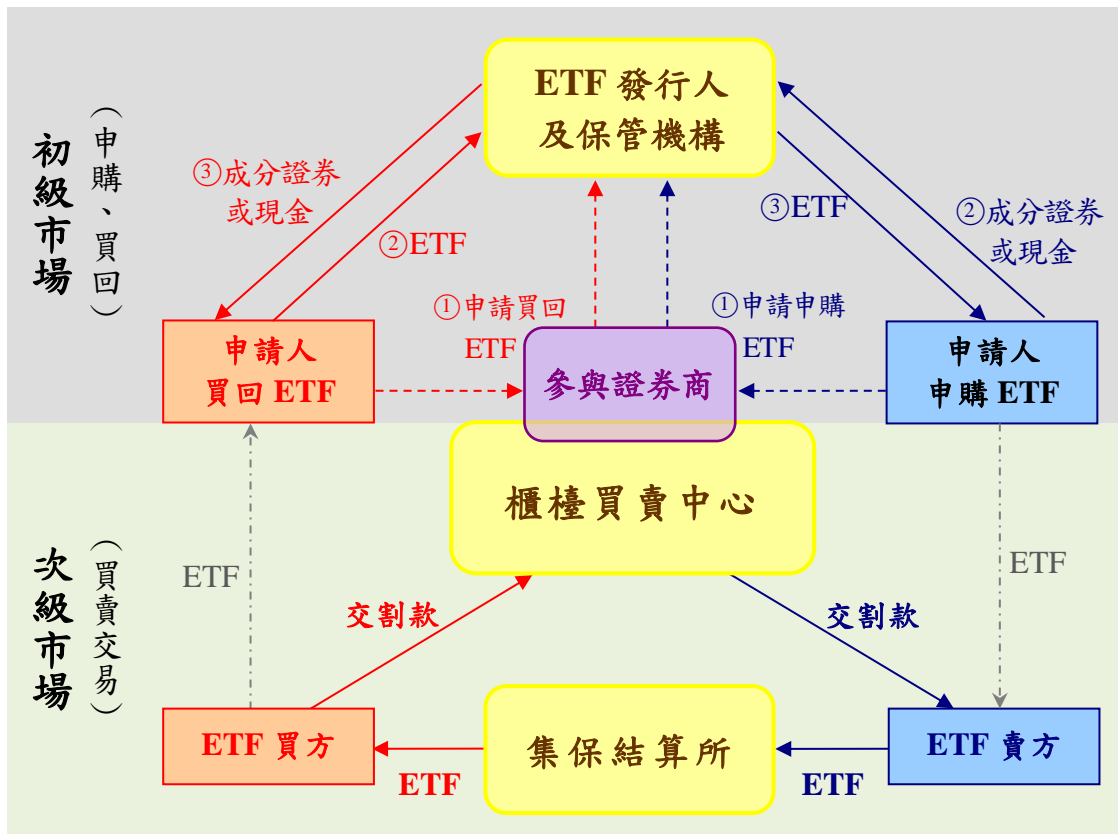 初級市場
（申購、買回）
ETF 發行人
及保管機構
③成分證券
或現金
②ETF
③ETF
②成分證券
或現金
①申請買回
ETF
①申請申購
ETF
申請人
買回 ETF
參與證券商
申請人
申購 ETF
次級市場
（買賣交易）
櫃檯買賣中心
ETF
ETF
交割款
交割款
ETF 買方
集保結算所
ETF 賣方
ETF
ETF